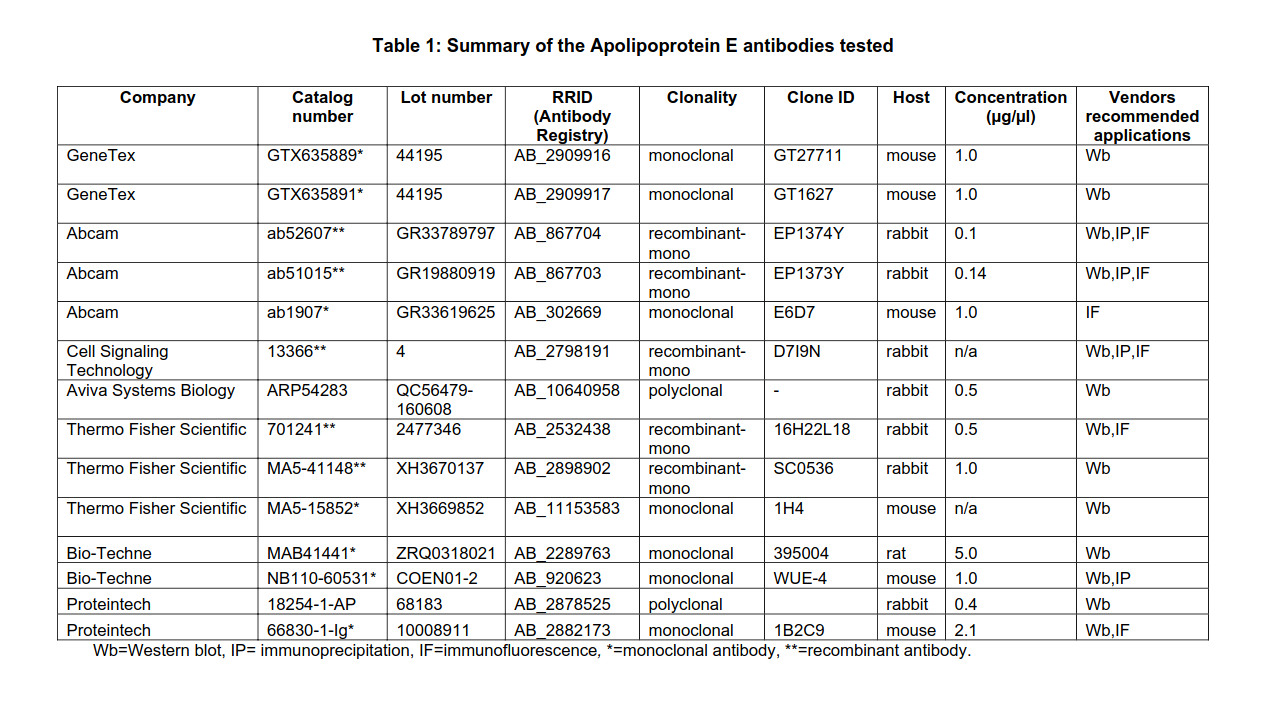 Table 1: Summary of the Apolipoprotein E antibodies tested
Company Catalog number Lot number RRID (Antibody Registry) Clonality Clone ID Host Concentration (µg/µl) Vendors recommended applications
GeneTex GTX635889* 44195 AB_2909916 monoclonal GT27711 mouse 1.0 Wb
GeneTex GTX635891* 44195 AB_2909917 monoclonal GT1627 mouse 1.0 Wb
Abcam ab52607** GR33789797 AB_867704 recombinant-mono EP1374Y rabbit 0.1 Wb,IP,IF
Abcam ab51015** GR19880919 AB_867703 recombinant-mono EP1373Y rabbit 0.14 Wb,IP,IF
Abcam ab1907* GR33619625 AB_302669 monoclonal E6D7 mouse 1.0 IF
Cell Signaling Technology 13366** 4 AB_2798191 recombinant-mono D7I9N rabbit n/a Wb,IP,IF
Aviva Systems Biology ARP54283 QC56479-160608 AB_10640958 polyclonal - rabbit 0.5 Wb
Thermo Fisher Scientific 701241** 2477346 AB_2532438 recombinant-mono 16H22L18 rabbit 0.5 Wb,IF
Thermo Fisher Scientific MA5-41148** XH3670137 AB_2898902 recombinant-mono SC0536 rabbit 1.0 Wb
Thermo Fisher Scientific MA5-15852* XH3669852 AB_11153583 monoclonal 1H4 mouse n/a Wb
Bio-Techne MAB41441* ZRQ0318021 AB_2289763 monoclonal 395004 rat 5.0 Wb
Bio-Techne NB110-60531* COEN01-2 AB_920623 monoclonal WUE-4 mouse 1.0 Wb,IP
Proteintech 18254-1-AP 68183 AB_2878525 polyclonal rabbit 0.4 Wb
Proteintech 66830-1-Ig* 10008911 AB_2882173 monoclonal 1B2C9 mouse 2.1 Wb,IF
Wb=Western blot, IP= immunoprecipitation, IF=immunofluorescence, *=monoclonal antibody, **=recombinant antibody.